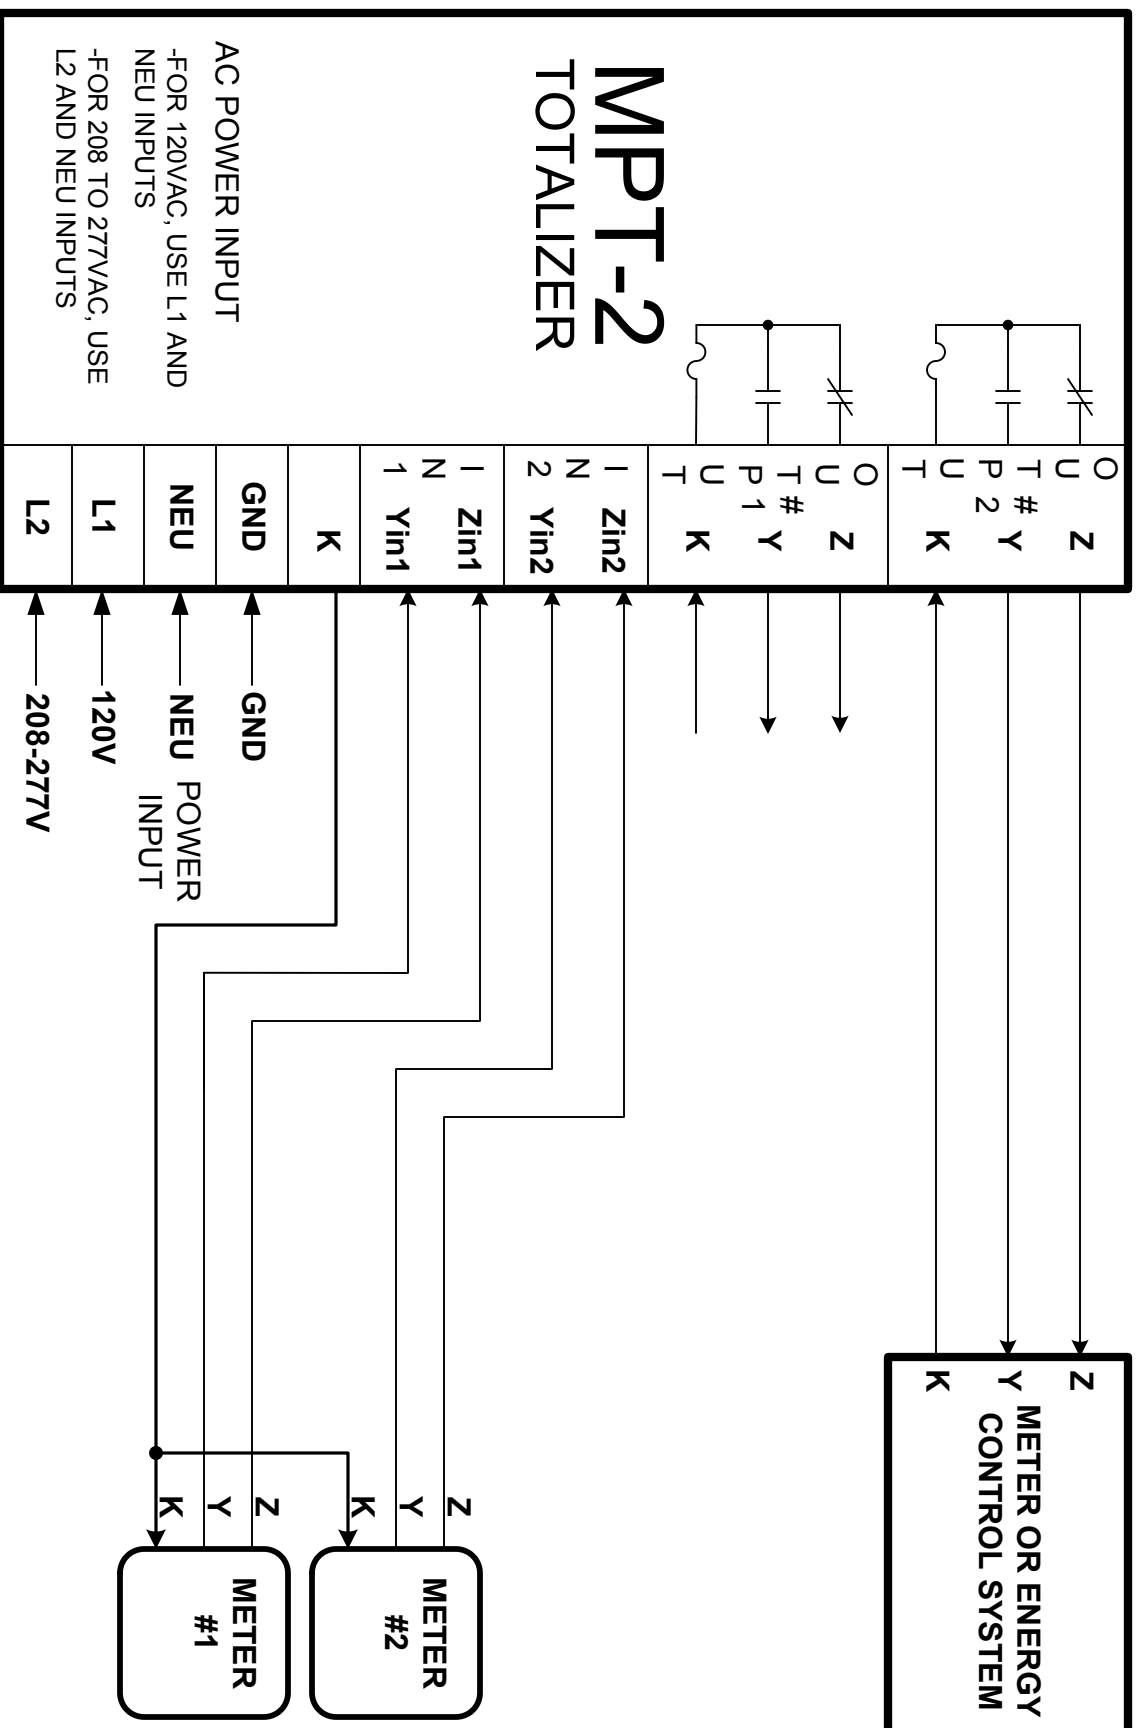 MPT-2
TOTALIZER
AC POWER INPUT
-FOR 120VAC, USE L1 AND
NEU INPUTS
-FOR 208 TO 277VAC, USE
L2 AND NEU INPUTS
OUTPUT
#2
Z
Y
K
OUTPUT
#1
Z
Y
K
IN
2
Zin2
Yin2
IN
1
Zin1
Yin1
K
GND
NEU
L1
L2
GND
NEU
120V
208-277V
POWER
INPUT
Z
Y
K
METER OR ENERGY
CONTROL SYSTEM
Z
Y
K
METER
#2
Z
Y
K
METER
#1